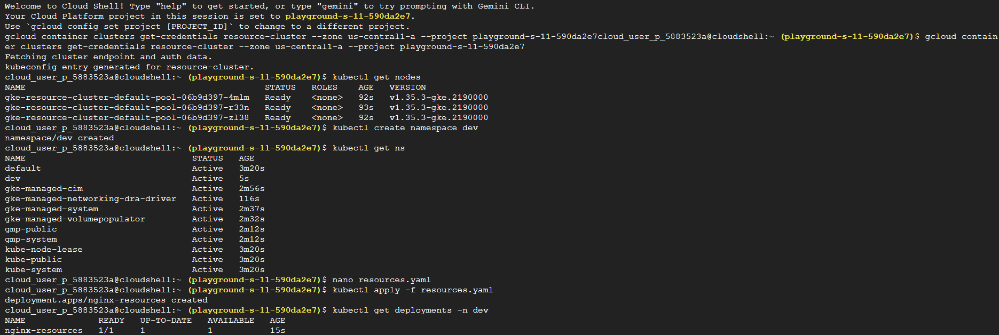 Welcome to Cloud Shell! Type "help" to get started, or type "gemini" to try prompting with Gemini CLI.
Your Cloud Platform project in this session is set to playground-s-11-590da2e7.
Use `gcloud config set project [PROJECT_ID]` to change to a different project.
gcloud container clusters get-credentials resource-cluster --zone us-central1-a --project playground-s-11-590da2e7cloud_user_p_5883523a@cloudshell:~ (playground-s-11-590da2e7)$ gcloud contain
er clusters get-credentials resource-cluster --zone us-central1-a --project playground-s-11-590da2e7
Fetching cluster endpoint and auth data.
kubeconfig entry generated for resource-cluster.
cloud_user_p_5883523a@cloudshell:~ (playground-s-11-590da2e7)$ kubectl get nodes
NAME                                              STATUS   ROLES    AGE   VERSION
gke-resource-cluster-default-pool-06b9d397-4mlm   Ready    <none>   92s   v1.35.3-gke.2190000
gke-resource-cluster-default-pool-06b9d397-r33n   Ready    <none>   93s   v1.35.3-gke.2190000
gke-resource-cluster-default-pool-06b9d397-zl38   Ready    <none>   92s   v1.35.3-gke.2190000
cloud_user_p_5883523a@cloudshell:~ (playground-s-11-590da2e7)$ kubectl create namespace dev
namespace/dev created
cloud_user_p_5883523a@cloudshell:~ (playground-s-11-590da2e7)$ kubectl get ns
NAME                                STATUS   AGE
default                             Active   3m20s
dev                                 Active   5s
gke-managed-cim                     Active   2m56s
gke-managed-networking-dra-driver   Active   116s
gke-managed-system                  Active   2m37s
gke-managed-volumepopulator         Active   2m32s
gmp-public                          Active   2m12s
gmp-system                          Active   2m12s
kube-node-lease                     Active   3m20s
kube-public                         Active   3m20s
kube-system                         Active   3m20s
cloud_user_p_5883523a@cloudshell:~ (playground-s-11-590da2e7)$ nano resources.yaml
cloud_user_p_5883523a@cloudshell:~ (playground-s-11-590da2e7)$ kubectl apply -f resources.yaml
deployment.apps/nginx-resources created
cloud_user_p_5883523a@cloudshell:~ (playground-s-11-590da2e7)$ kubectl get deployments -n dev
NAME              READY   UP-TO-DATE   AVAILABLE   AGE
nginx-resources   1/1     1            1           15s